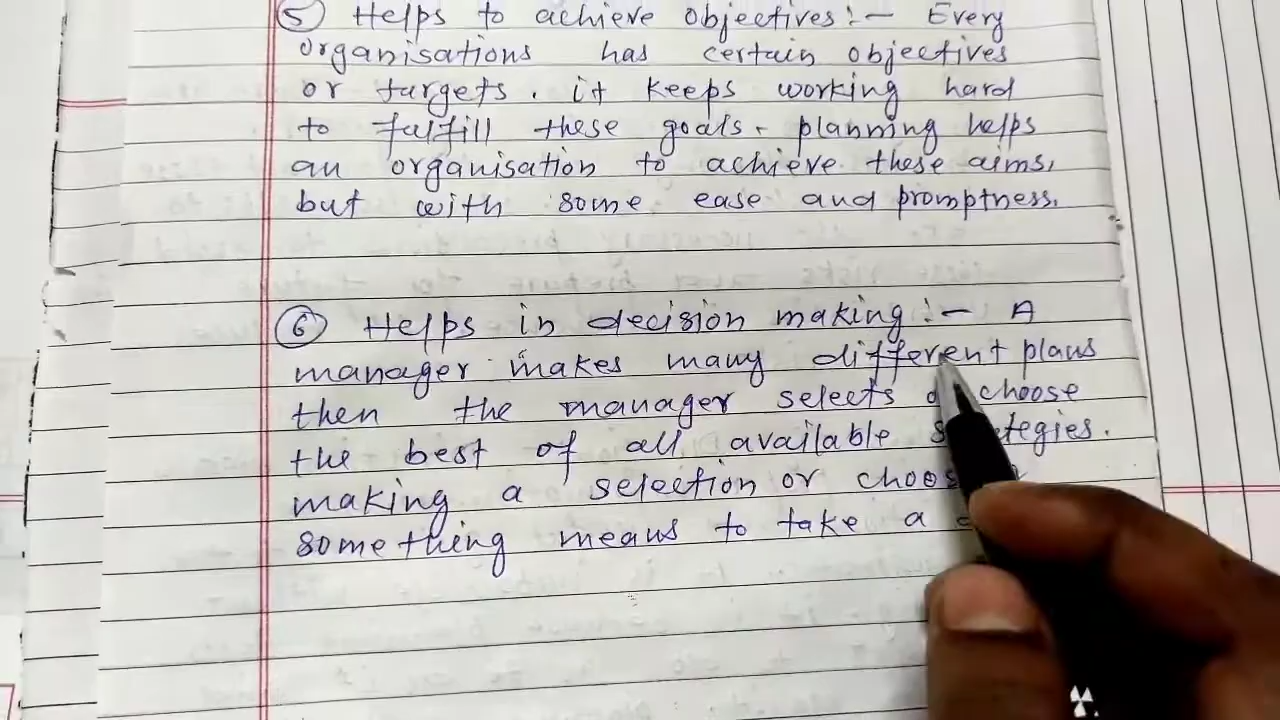 ⑤ Helps to achieve objectives :- Every
organisations has certain objectives
or targets. it keeps working hard
to fulfill these goals. planning helps
an organisation to achieve these aims,
but with some ease and promptness.
⑥ Helps in decision making :- A
manager makes many different plans
then the manager selects choose
the best of all available
making a selection or
something means to take a